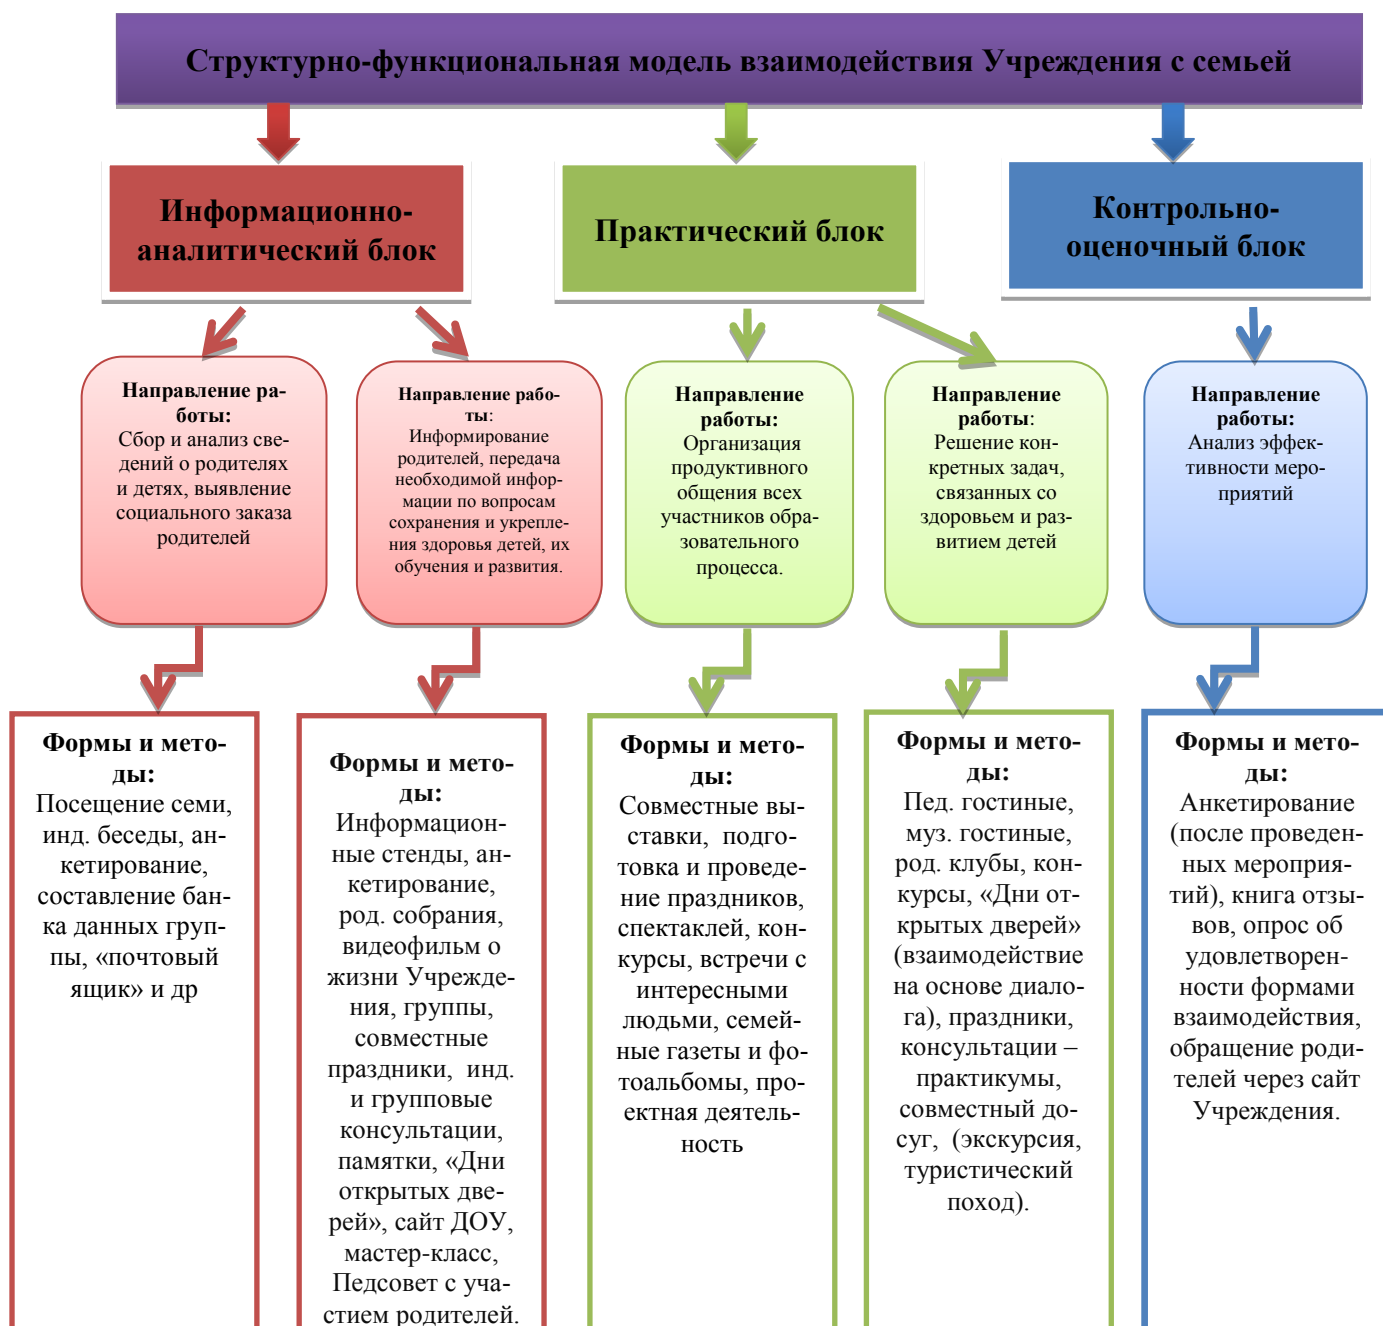 Структурно-функциональная модель взаимодействия Учреждения с семьей
Информационно-
аналитический блок
Практический блок
Контрольно-
оценочный блок
Направление ра-
боты:
Сбор и анализ све-
дений о родителях
и детях, выявление
социального заказа
родителей
Направление рабо-
ты:
Информирование
родителей, передача
необходимой инфор-
мации по вопросам
сохранения и укрепле-
ния здоровья детей, их
обучения и развития.
Направление
работы:
Организация
продуктивного
общения всех
участников обра-
зовательного
процесса.
Направление
работы:
Решение кон-
кретных задач,
связанных со
здоровьем и раз-
витием детей
Направление
работы:
Анализ эффек-
тивности меро-
приятий
Формы и мето-
ды:
Посещение семи,
инд. беседы, ан-
кетирование,
составление бан-
ка данных груп-
пы, «почтовый
ящик» и др
Формы и мето-
ды:
Информацион-
ные стенды, ан-
кетирование,
род. собрания,
видеофильм о
жизни Учрежде-
ния, группы,
совместные
праздники, инд.
и групповые
консультации,
памятки, «Дни
открытых две-
рей», сайт ДОУ,
мастер-класс,
Педсовет с уча-
стием родителей.
Формы и мето-
ды:
Совместные вы-
ставки, подго-
товка и проведе-
ние праздников,
спектаклей, кон-
курсы, встречи с
интересными
людьми, семей-
ные газеты и фо-
тоальбомы, про-
ектная деятель-
ность
Формы и мето-
ды:
Пед. гостиные,
муз. гостиные,
род. клубы, кон-
курсы, «Дни от-
крытых дверей»
(взаимодействие
на основе диало-
га), праздники,
консультации –
практикумы,
совместный до-
суг, (экскурсия,
туристический
поход).
Формы и мето-
ды:
Анкетирование
(после проведен-
ных мероприя-
тий), книга отзы-
вов, опрос об
удовлетворен-
ности формами
взаимодействия,
обращение роди-
телей через сайт
Учреждения.